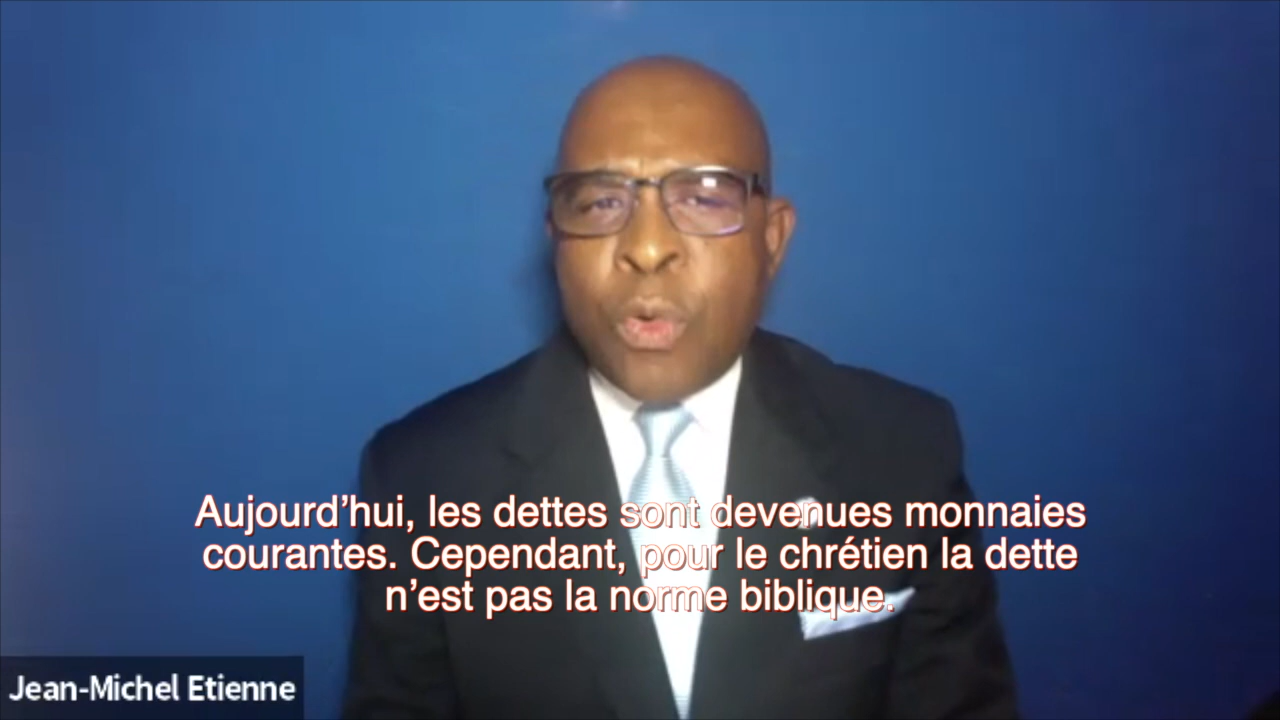 Aujourd’hui, les dettes sont devenues monnaies
courantes. Cependant, pour le chrétien la dette
n’est pas la norme biblique.
Jean-Michel Etienne